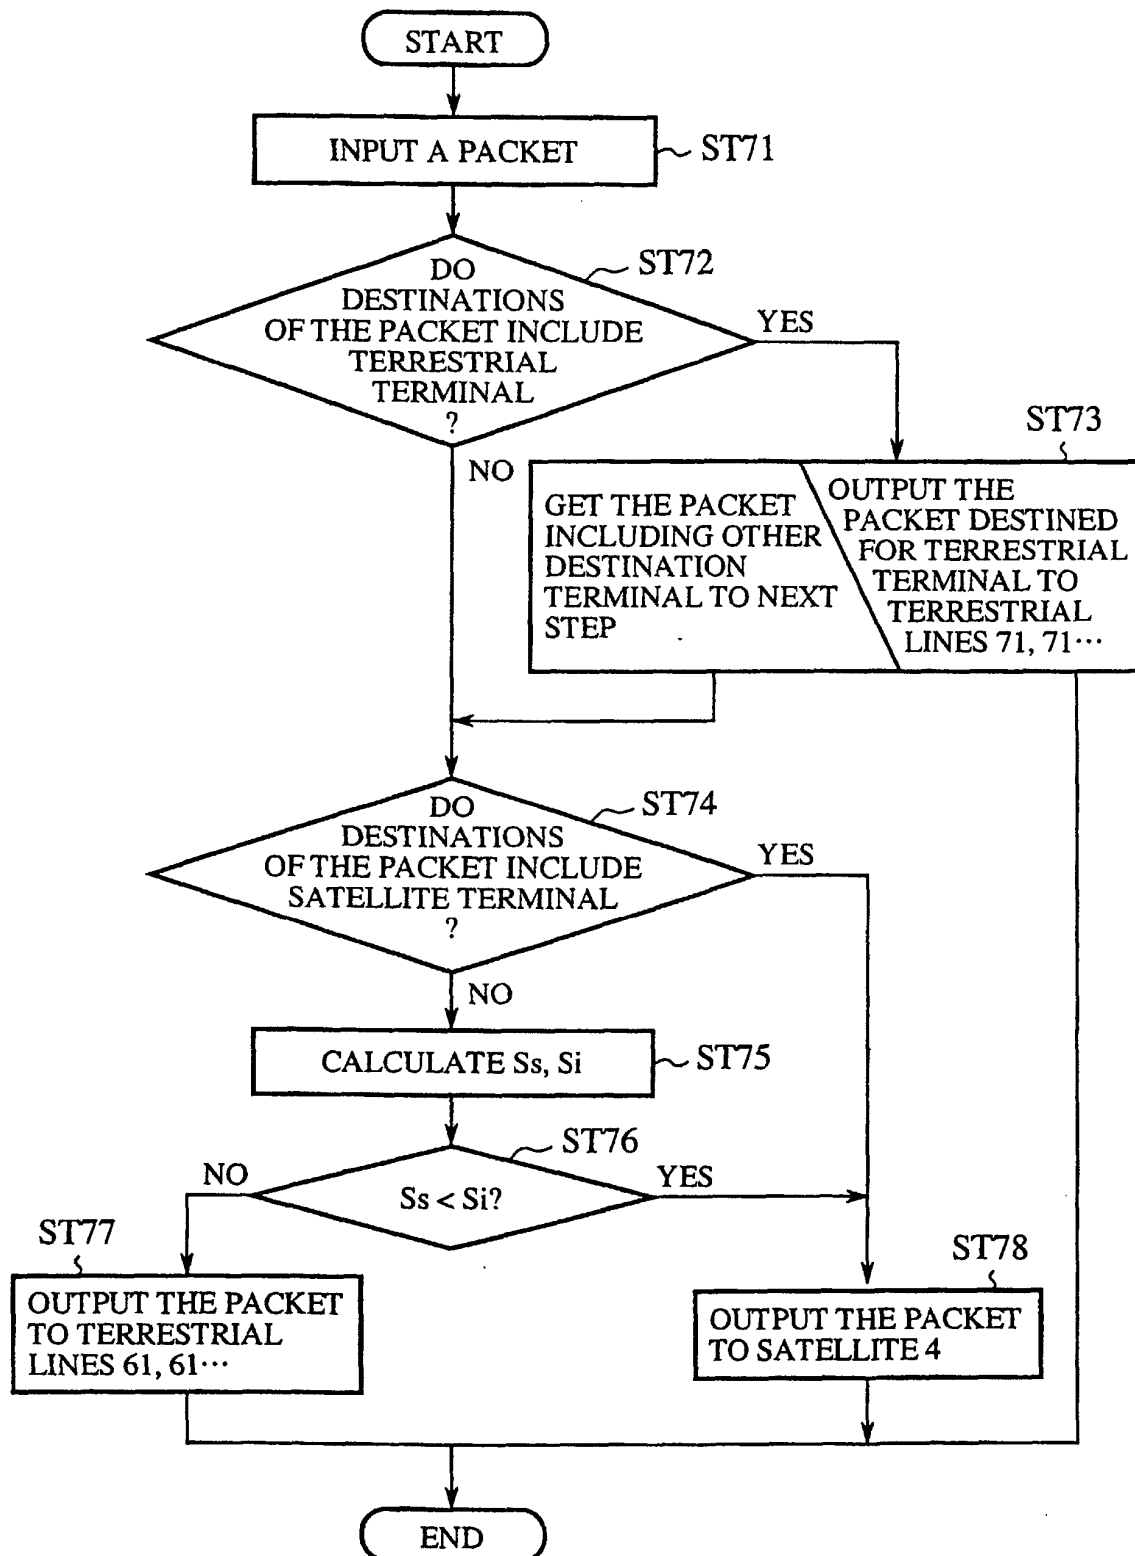 START
INPUT A PACKET
ST71
DO
DESTINATIONS
OF THE PACKET INCLUDE
TERRESTRIAL
TERMINAL
?
ST72
YES
NO
ST73
GET THE PACKET
INCLUDING OTHER
DESTINATION
TERMINAL TO NEXT
STEP
OUTPUT THE
PACKET DESTINED
FOR TERRESTRIAL
TERMINAL TO
TERRESTRIAL
LINES 71, 71···
DO
DESTINATIONS
OF THE PACKET INCLUDE
SATELLITE TERMINAL
?
ST74
YES
NO
CALCULATE Ss, Si
ST75
ST76
NO
Ss < Si?
YES
ST77
OUTPUT THE PACKET
TO TERRESTRIAL
LINES 61, 61···
ST78
OUTPUT THE PACKET
TO SATELLITE 4
END